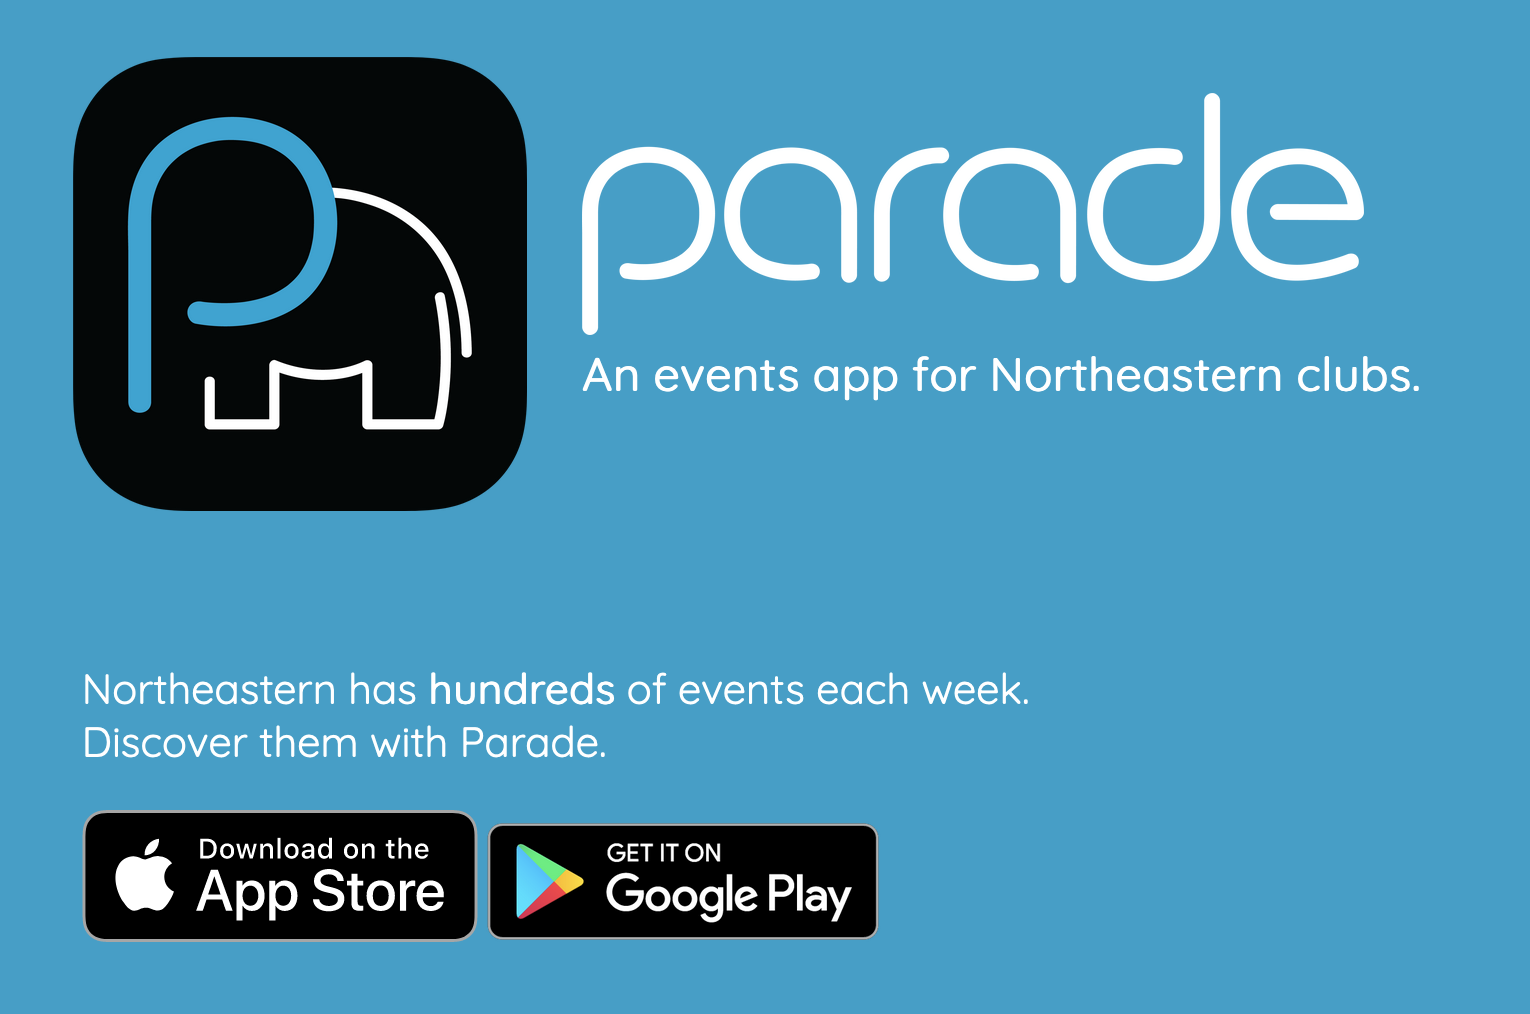 parade
An events app for Northeastern clubs.
Northeastern has hundreds of events each week.
Discover them with Parade.
Download on the
App Store
GET IT ON
Google Play